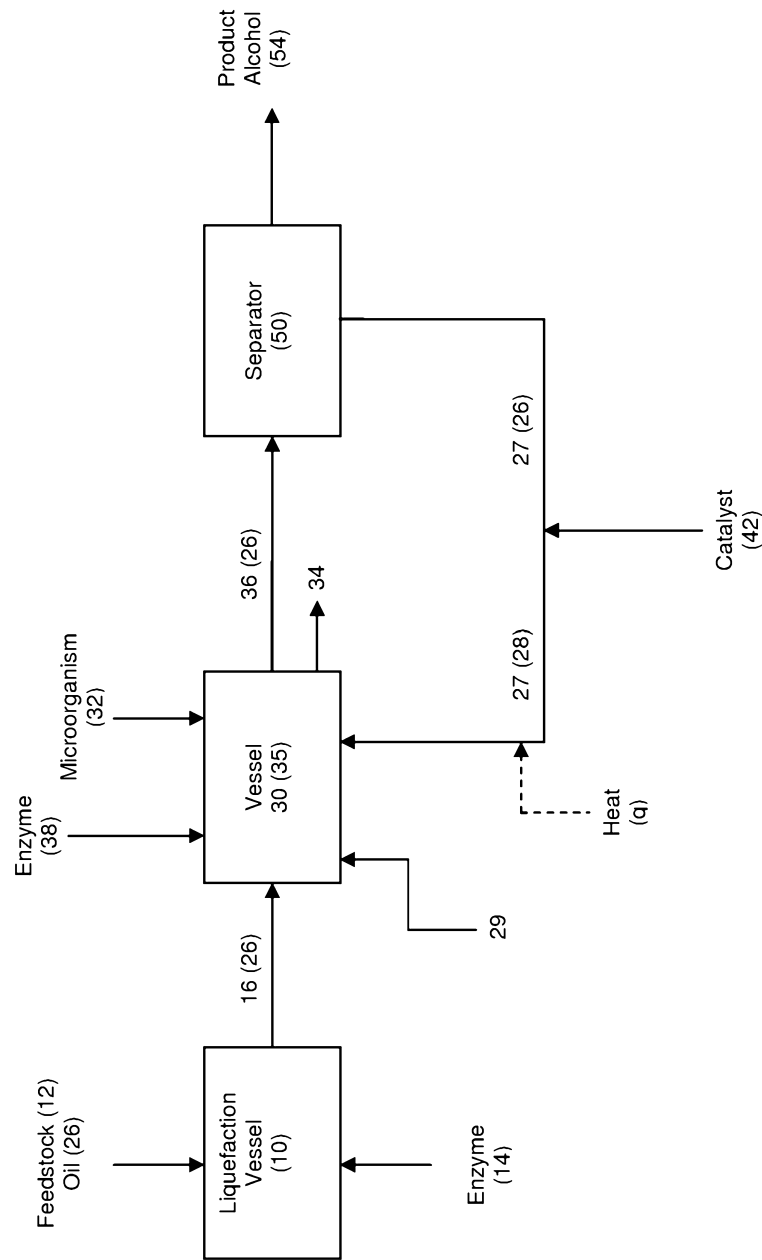 Feedstock (12)
Oil (26)
Liquefaction
Vessel
(10)
Enzyme
(14)
16 (26)
Enzyme
(38)
Microorganism
(32)
Vessel
30 (35)
29
Heat
(q)
34
36 (26)
27 (28)
27 (26)
Catalyst
(42)
Separator
(50)
Product
Alcohol
(54)